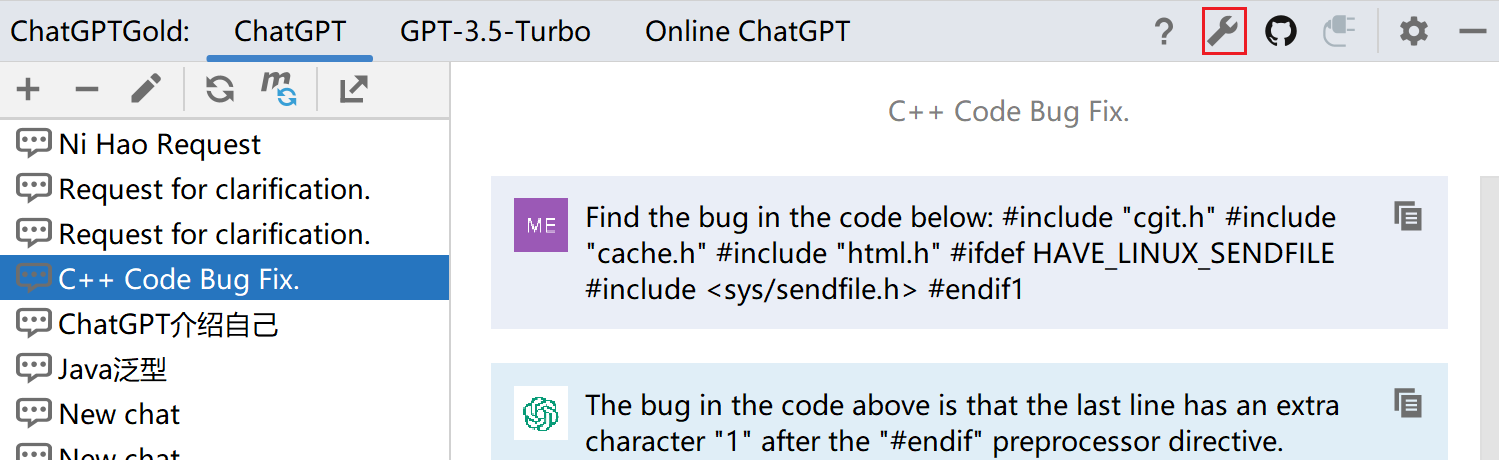 ChatGPTGold: ChatGPT GPT-3.5-Turbo Online ChatGPT
Ni Hao Request
Request for clarification.
Request for clarification.
C++ Code Bug Fix.
ChatGPT介绍自己
Java泛型
New chat
New chat
C++ Code Bug Fix.
ME
Find the bug in the code below: #include "cgit.h" #include
"cache.h" #include "html.h" #ifdef HAVE_LINUX_SENDFILE
#include <sys/sendfile.h> #endif1
The bug in the code above is that the last line has an extra
character "1" after the "#endif" preprocessor directive.